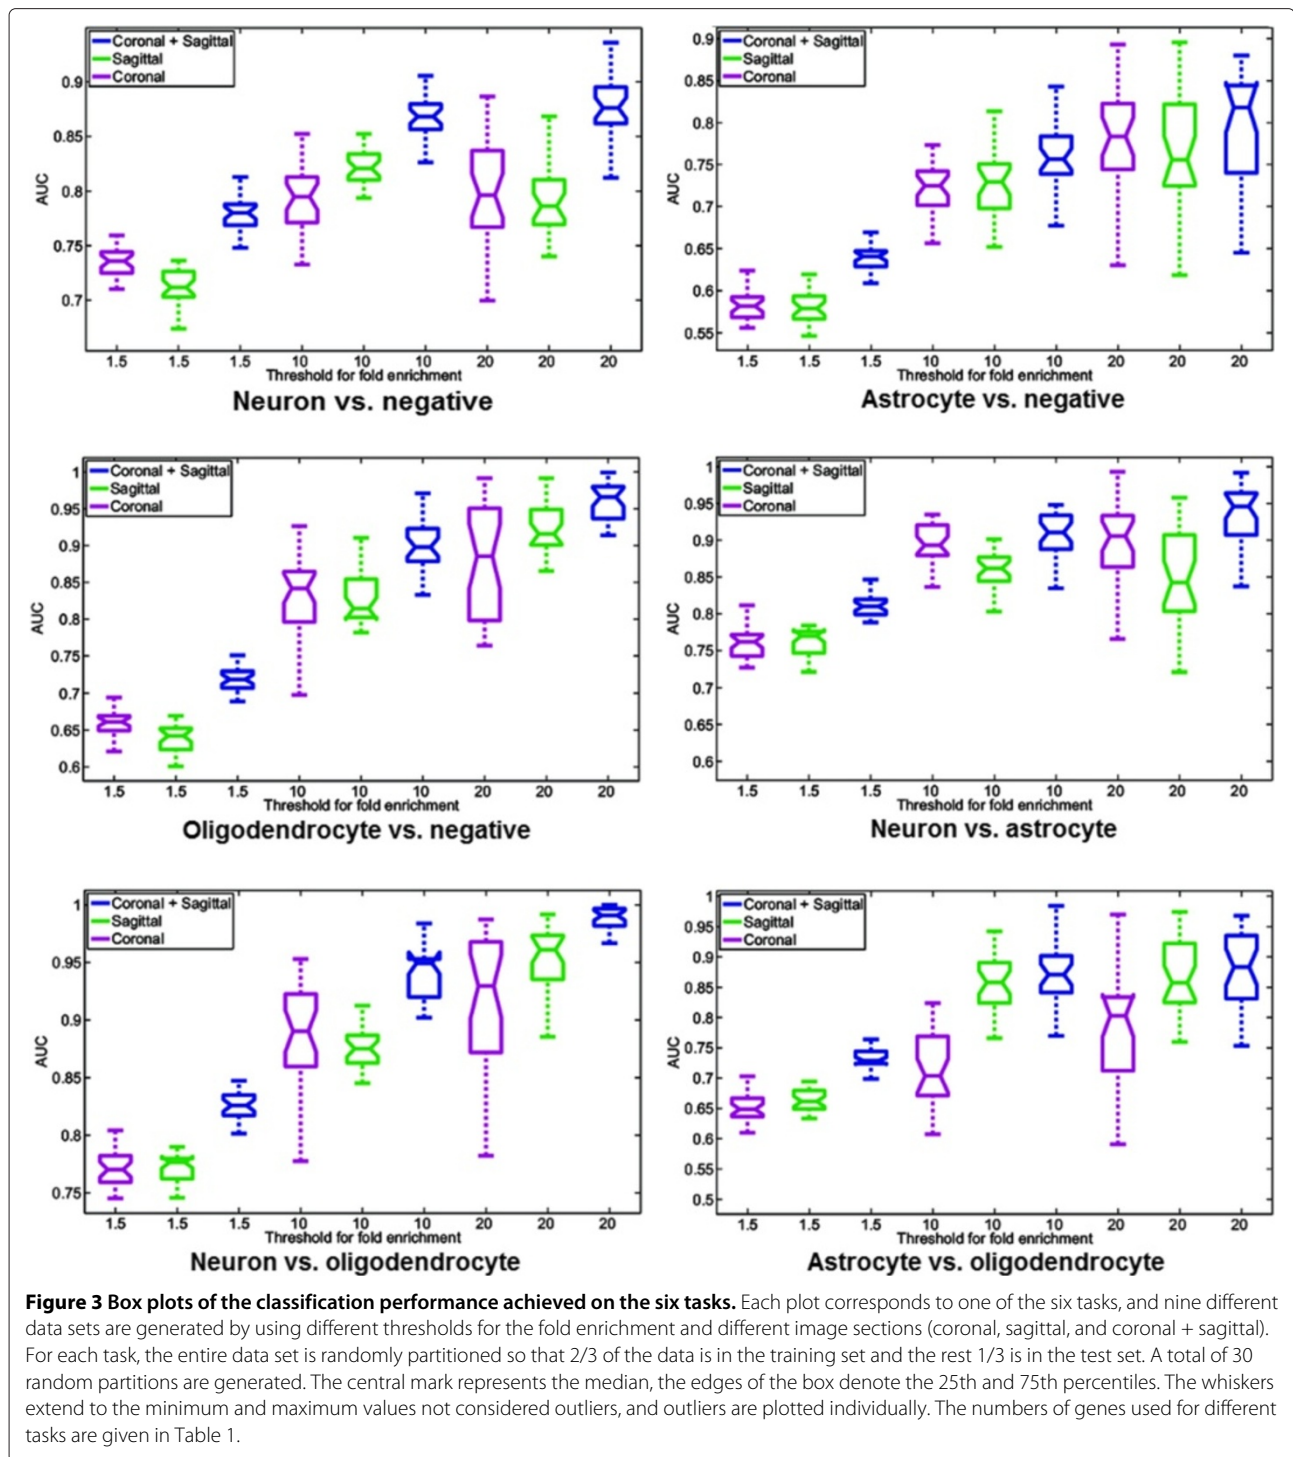 Coronal + Sagittal
Sagittal
Coronal
0.9
0.85
0.8
0.75
0.7
AUC
1.5 1.5 1.5 10 10 10 20 20 20
Threshold for fold enrichment
Neuron vs. negative
Coronal + Sagittal
Sagittal
Coronal
0.9
0.85
0.8
0.75
0.7
0.65
0.6
0.55
AUC
1.5 1.5 1.5 10 10 10 20 20 20
Threshold for fold enrichment
Astrocyte vs. negative
Coronal + Sagittal
Sagittal
Coronal
1
0.95
0.9
0.85
0.8
0.75
0.7
0.65
0.6
AUC
1.5 1.5 1.5 10 10 10 20 20 20
Threshold for fold enrichment
Oligodendrocyte vs. negative
Coronal + Sagittal
Sagittal
Coronal
1
0.95
0.9
0.85
0.8
0.75
0.7
0.65
0.6
AUC
1.5 1.5 1.5 10 10 10 20 20 20
Threshold for fold enrichment
Neuron vs. astrocyte
Coronal + Sagittal
Sagittal
Coronal
1
0.95
0.9
0.85
0.8
0.75
AUC
1.5 1.5 1.5 10 10 10 20 20 20
Threshold for fold enrichment
Neuron vs. oligodendrocyte
Coronal + Sagittal
Sagittal
Coronal
1
0.95
0.9
0.85
0.8
0.75
0.7
0.65
0.6
0.55
0.5
AUC
1.5 1.5 1.5 10 10 10 20 20 20
Threshold for fold enrichment
Astrocyte vs. oligodendrocyte
Figure 3 Box plots of the classification performance achieved on the six tasks. Each plot corresponds to one of the six tasks, and nine different
data sets are generated by using different thresholds for the fold enrichment and different image sections (coronal, sagittal, and coronal + sagittal).
For each task, the entire data set is randomly partitioned so that 2/3 of the data is in the training set and the rest 1/3 is in the test set. A total of 30
random partitions are generated. The central mark represents the median, the edges of the box denote the 25th and 75th percentiles. The whiskers
extend to the minimum and maximum values not considered outliers, and outliers are plotted individually. The numbers of genes used for different
tasks are given in Table 1.